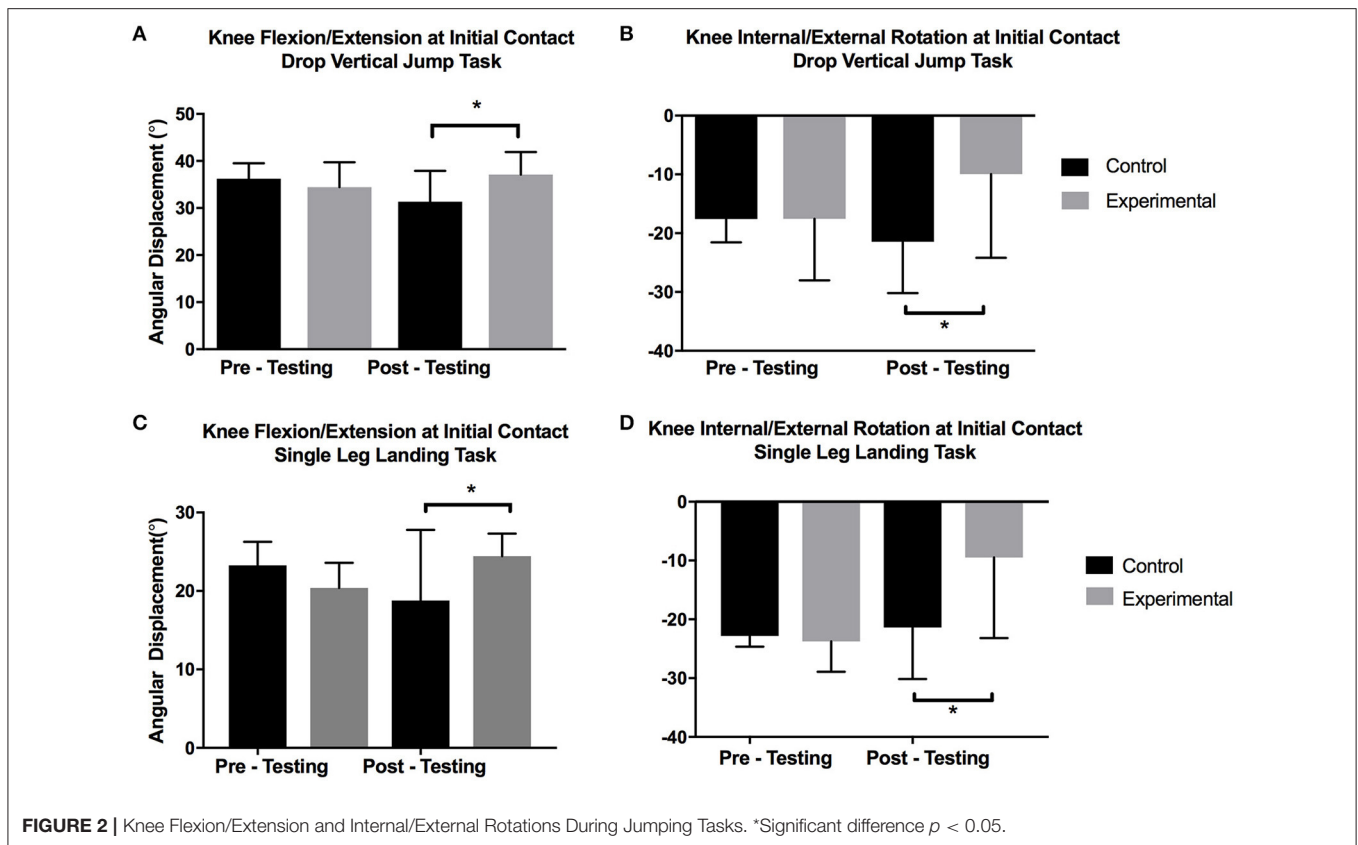 A
Knee Flexion/Extension at Initial Contact
Drop Vertical Jump Task
Angular Displacement (°)
50
40
30
20
10
0
*
Pre - Testing
Post - Testing
B
Knee Internal/External Rotation at Initial Contact
Drop Vertical Jump Task
-0
-10
-20
-30
-40
*
Pre - Testing
Post - Testing
Control
Experimental
C
Knee Flexion/Extension at Initial Contact
Single Leg Landing Task
Angular Displacement(°)
30
20
10
0
*
Pre - Testing
Post - Testing
D
Knee Internal/External Rotation at Initial Contact
Single Leg Landing Task
0
-10
-20
-30
-40
*
Pre - Testing
Post - Testing
Control
Experimental
FIGURE 2 | Knee Flexion/Extension and Internal/External Rotations During Jumping Tasks. *Significant difference p < 0.05.